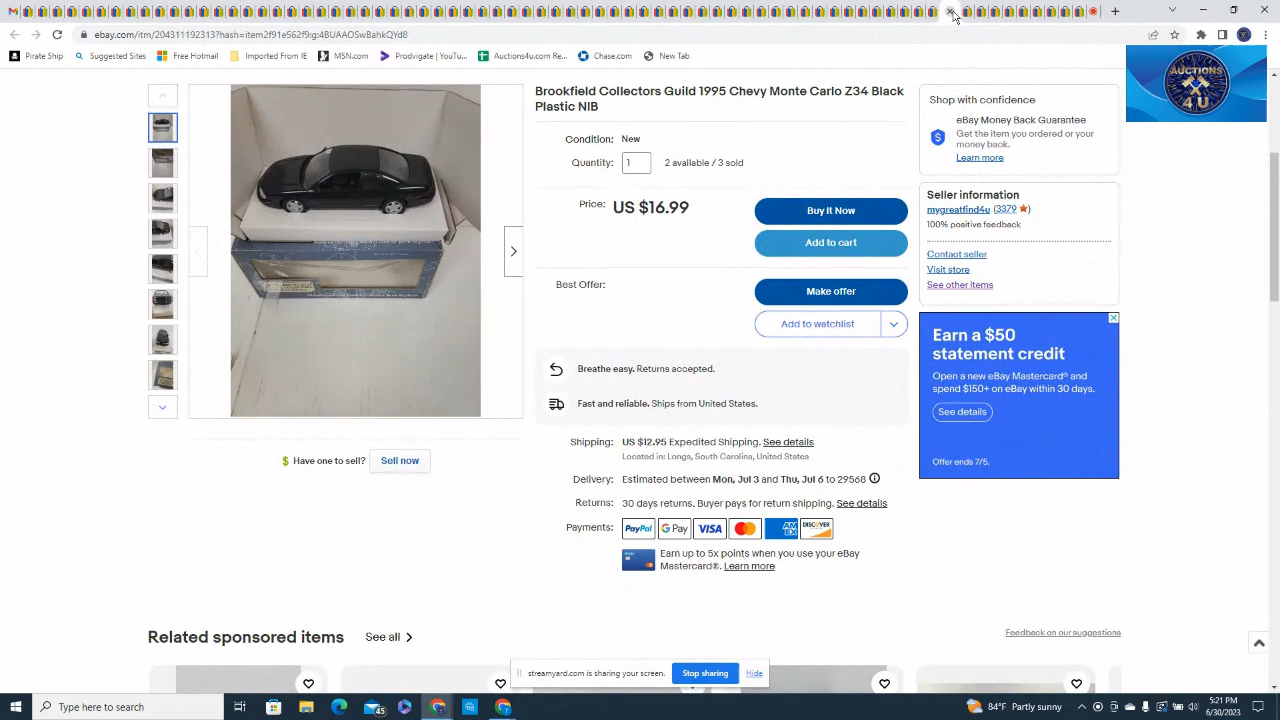 ebay.com/itm/204311192313?hash=item2f91e562f9:g:4BUAAOSwBahkQYd8
Pirate Ship
Suggested Sites
Free Hotmail
Imported From IE
MSN.com
Prodvigate | YouTu...
Auctions4u.com Re...
Chase.com
New Tab
AUCTIONS
4 U
Brookfield Collectors Guild 1995 Chevy Monte Carlo Z34 Black
Plastic NIB
Condition: New
Quantity: 1 2 available / 3 sold
Price: US $16.99
Buy It Now
Add to cart
Best Offer:
Make offer
Add to watchlist
Breathe easy. Returns accepted.
Fast and reliable. Ships from United States.
Have one to sell? Sell now
Shipping: US $12.95 Expedited Shipping. See details
Located in: Longs, South Carolina, United States
Delivery: Estimated between Mon, Jul 3 and Thu, Jul 6 to 29568
Returns: 30 days returns. Buyer pays for return shipping. See details
Payments: PayPal G Pay VISA AM EX DISCOVER
Earn up to 5x points when you use your eBay
Mastercard®. Learn more
Shop with confidence
eBay Money Back Guarantee
Get the item you ordered or your
money back.
Learn more
Seller information
mygreatfind4u (3379)
100% positive feedback
Contact seller
Visit store
See other items
Earn a $50
statement credit
Open a new eBay Mastercard® and
spend $150+ on eBay within 30 days.
See details
Offer ends 7/5.
Related sponsored items See all
Feedback on our suggestions
streamyard.com is sharing your screen. Stop sharing Hide
Type here to search
45
84°F Partly sunny
5:21 PM
6/30/2023